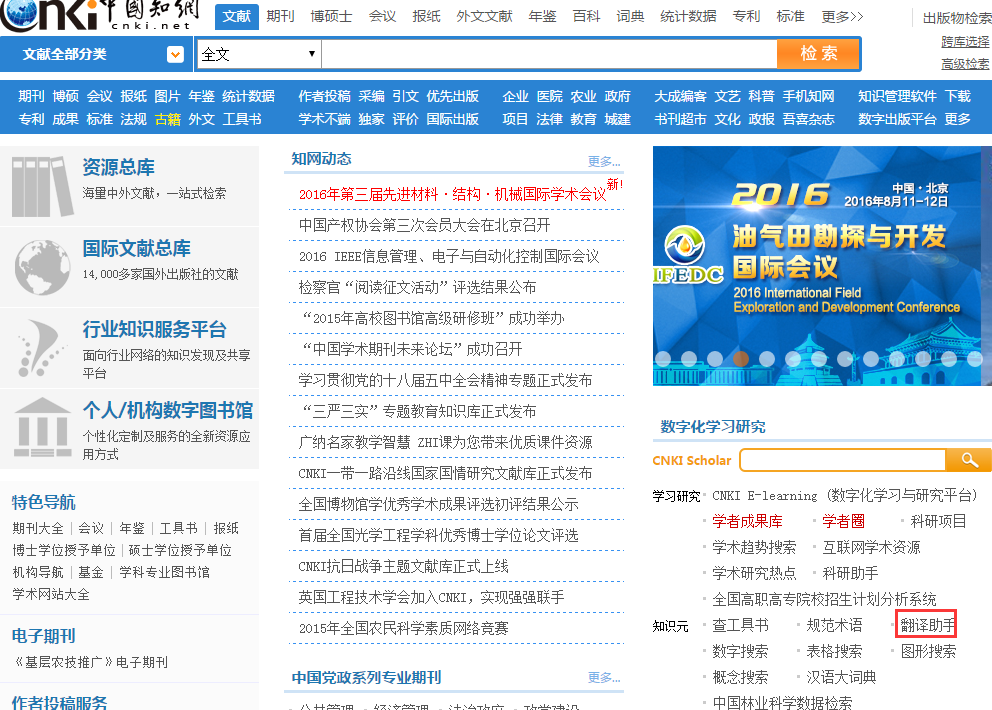 cnki 中国知网
cnki.net
文献 期刊 博硕士 会议 报纸 外文文献 年鉴 百科 词典 统计数据 专利 标准 更多>>
出版物检索
文献全部分类 全文 检索
跨库选择
高级检索
期刊 博硕 会议 报纸 图片 年鉴 统计数据 作者投稿 采编 引文 优先出版 企业 医院 农业 政府 大成编客 文艺 科普 手机知网 知识管理软件 下载
专利 成果 标准 法规 古籍 外文 工具书 学术不端 独家 评价 国际出版 项目 法律 教育 城建 书刊超市 文化 政报 吾喜杂志 数字出版平台 更多
资源总库
海量中外文献，一站式检索
国际文献总库
14,000多家国外出版社的文献
行业知识服务平台
面向行业网络的知识发现及共享
平台
个人/机构数字图书馆
个性化定制及服务的全新资源应
用方式
特色导航
期刊大全 | 会议 | 年鉴 | 工具书 | 报纸
博士学位授予单位 | 硕士学位授予单位
机构导航 | 基金 | 学科专业图书馆
学术网站大全
电子期刊
《基层农技推广》电子期刊
作者投稿服务
知网动态 更多...
2016年第三届先进材料·结构·机械国际学术会议 新!
中国产权协会第三次会员大会在北京召开
2016 IEEE信息管理、电子与自动化控制国际会议
检察官“阅读征文活动”评选结果公布
“2015年高校图书馆高级研修班”成功举办
“中国学术期刊未来论坛”成功召开
学习贯彻党的十八届五中全会精神专题正式发布
“三严三实”专题教育知识库正式发布
广纳名家教学智慧 ZHI课为您带来优质课件资源
CNKI一带一路沿线国家国情研究文献库正式发布
全国博物馆学优秀学术成果评选初评结果公示
首届全国光学工程学科优秀博士学位论文评选
CNKI抗日战争主题文献库正式上线
英国工程技术学会加入CNKI，实现强强联手
2015年全国农民科学素质网络竞赛
中国党政系列专业期刊 更多...
公共管理 · 经济管理 · 法治政府 · 政党建设
2016 中国·北京
2016年8月11-12日
IFEDC
油气田勘探与开发
国际会议
2016 International Field
Exploration and Development Conference
数字化学习研究
CNKI Scholar
学习研究 · CNKI E-learning (数字化学习与研究平台)
· 学者成果库 · 学者圈 · 科研项目
· 学术趋势搜索 · 互联网学术资源
· 学术研究热点 · 科研助手
· 全国高职高专院校招生计划分析系统
知识元 · 查工具书 · 规范术语 · 翻译助手
· 数字搜索 · 表格搜索 · 图形搜索
· 概念搜索 · 汉语大词典
· 中国林业科学数据检索